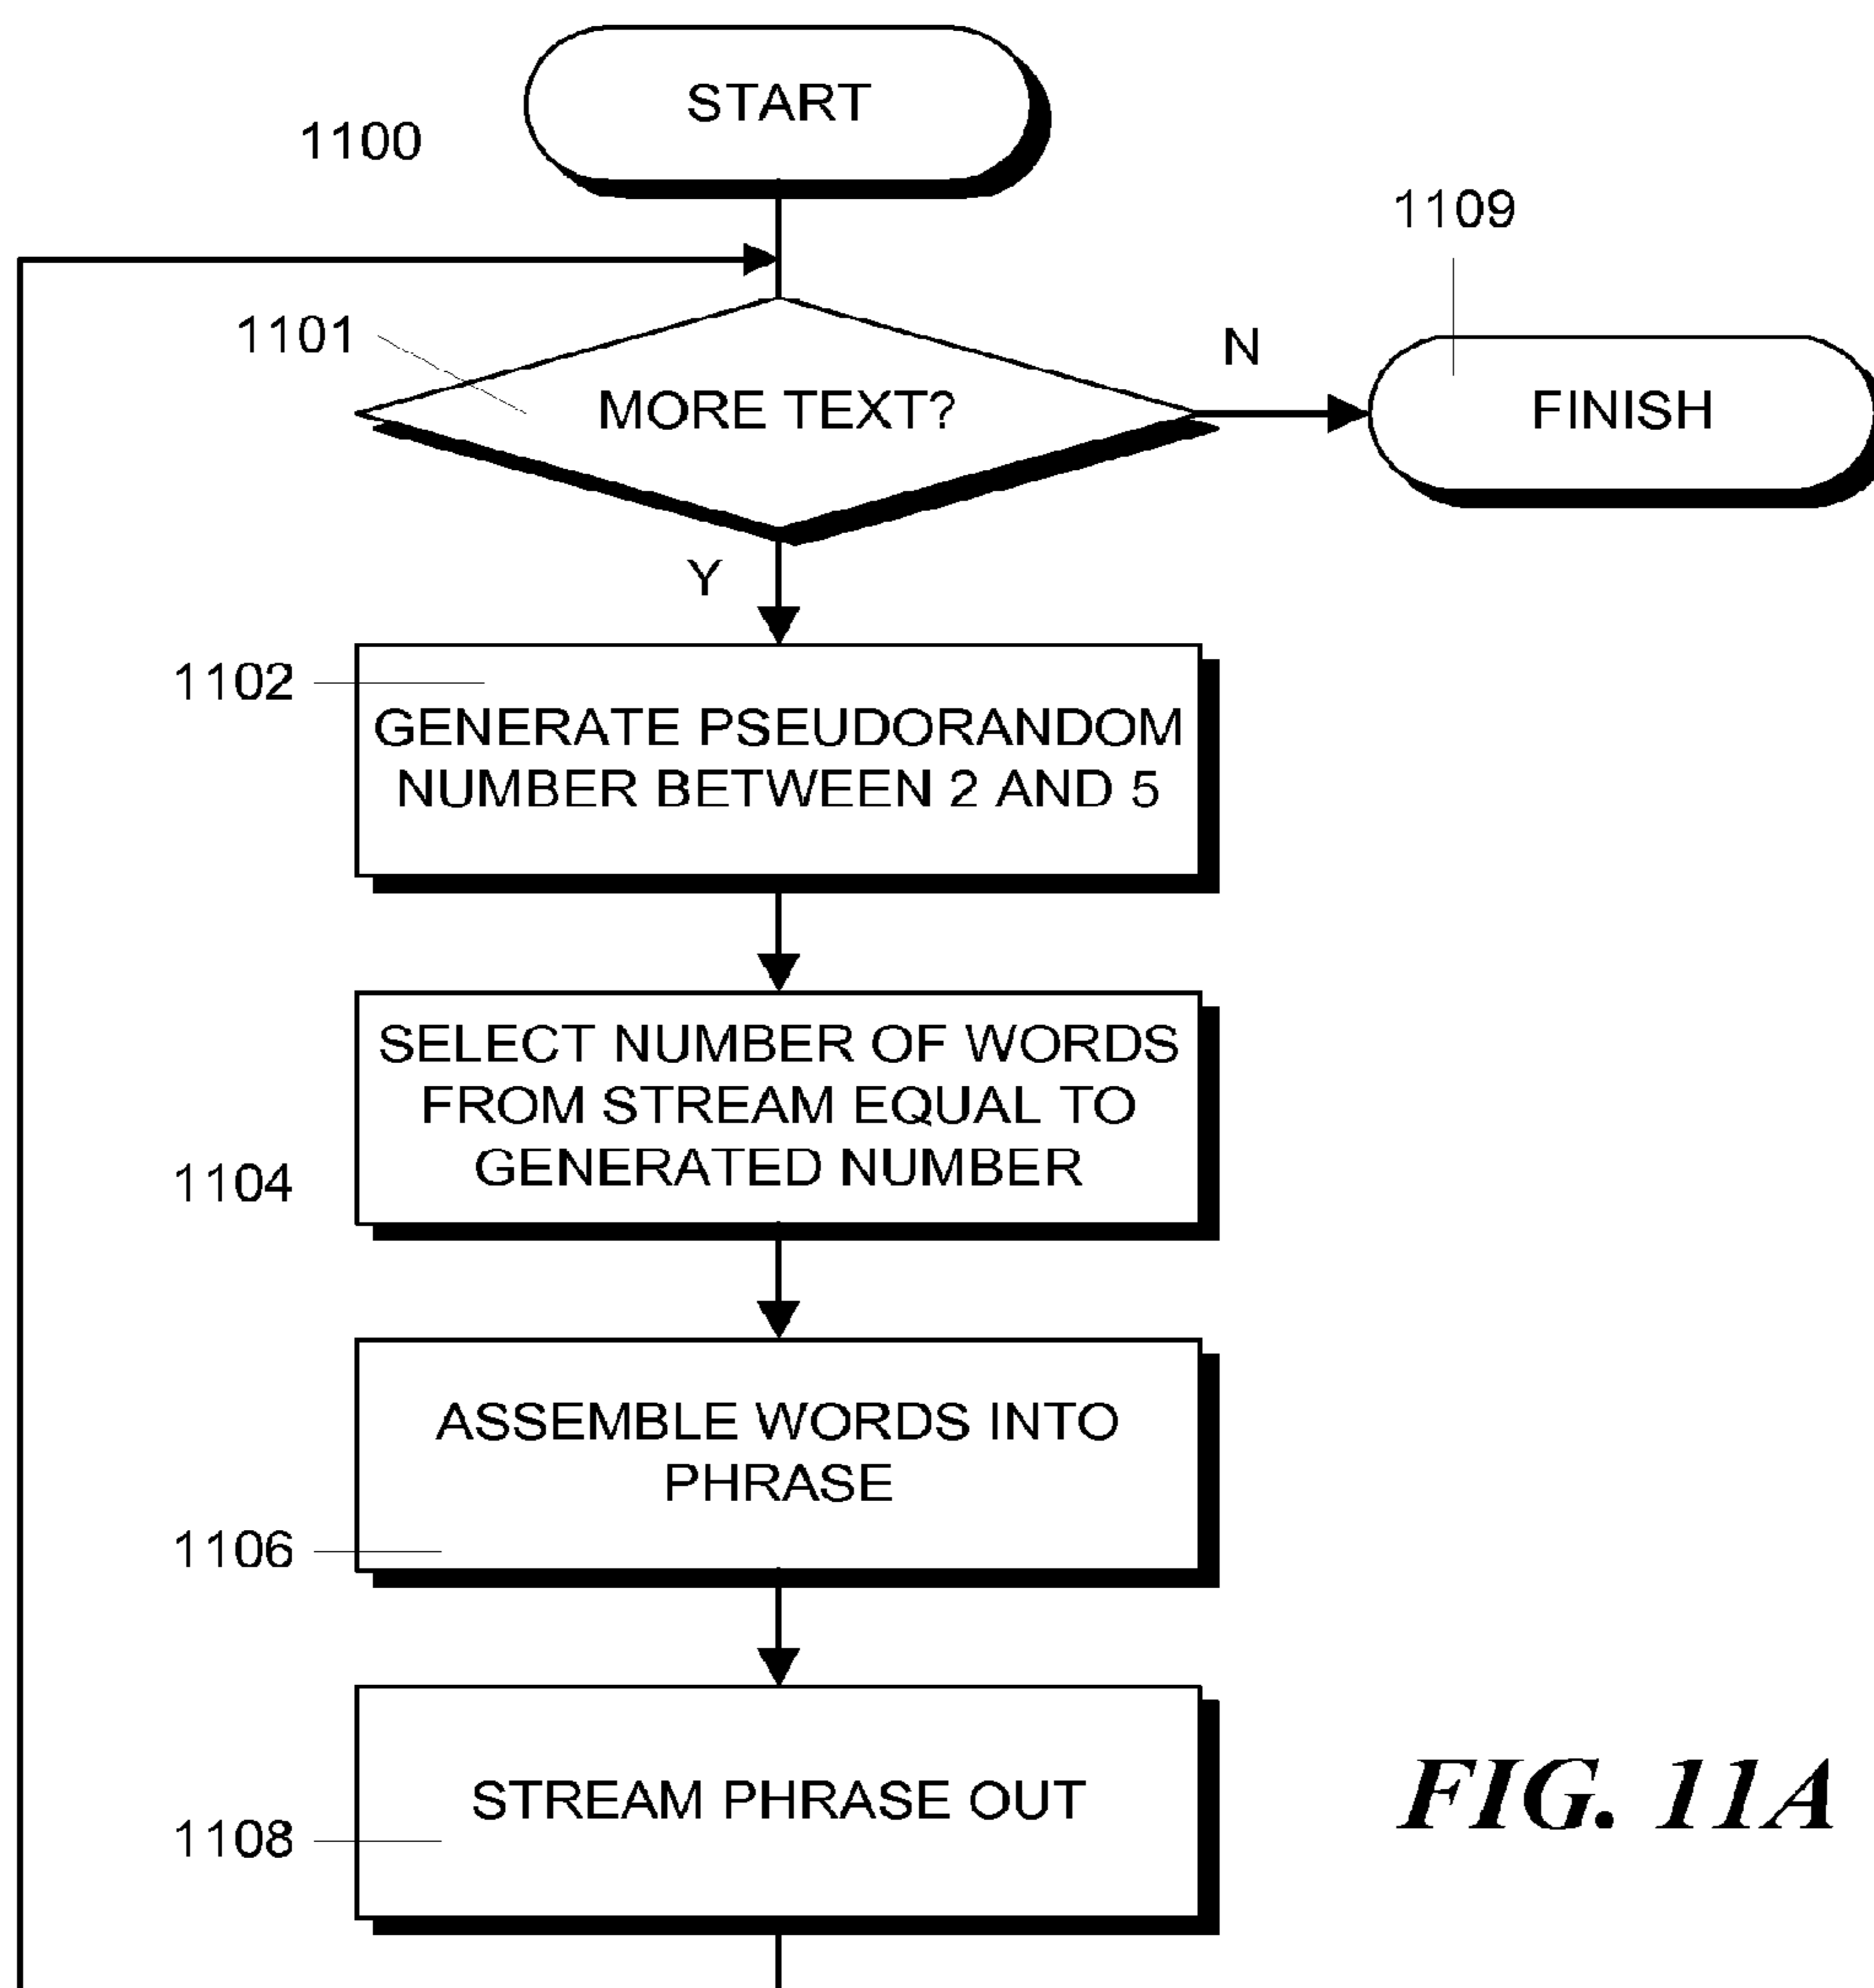 START
1100
1109
1101
MORE TEXT?
N
FINISH
Y
1102
GENERATE PSEUDORANDOM
NUMBER BETWEEN 2 AND 5
SELECT NUMBER OF WORDS
FROM STREAM EQUAL TO
GENERATED NUMBER
1104
ASSEMBLE WORDS INTO
PHRASE
1106
STREAM PHRASE OUT
1108
FIG. 11A